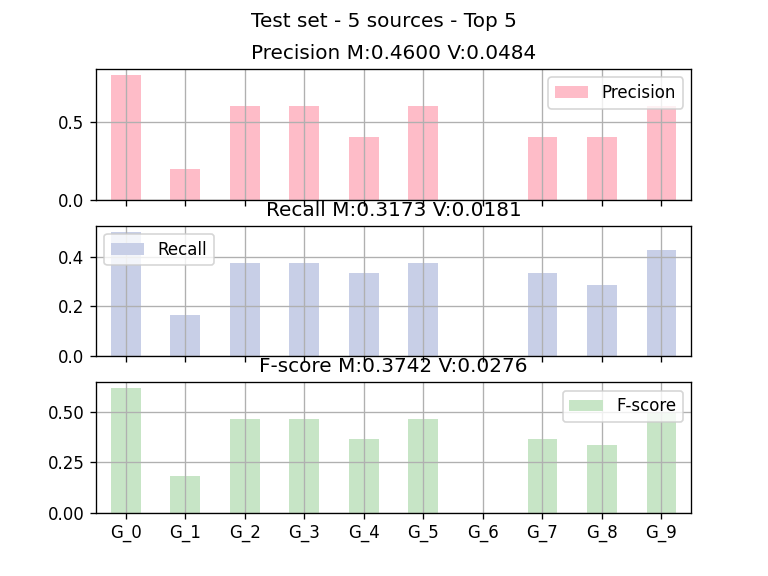 Test set - 5 sources - Top 5
Precision M:0.4600 V:0.0484
Precision
0.5
0.0
Recall M:0.3173 V:0.0181
Recall
0.4
0.2
0.0
F-score M:0.3742 V:0.0276
F-score
0.50
0.25
0.00
G_0 G_1 G_2 G_3 G_4 G_5 G_6 G_7 G_8 G_9